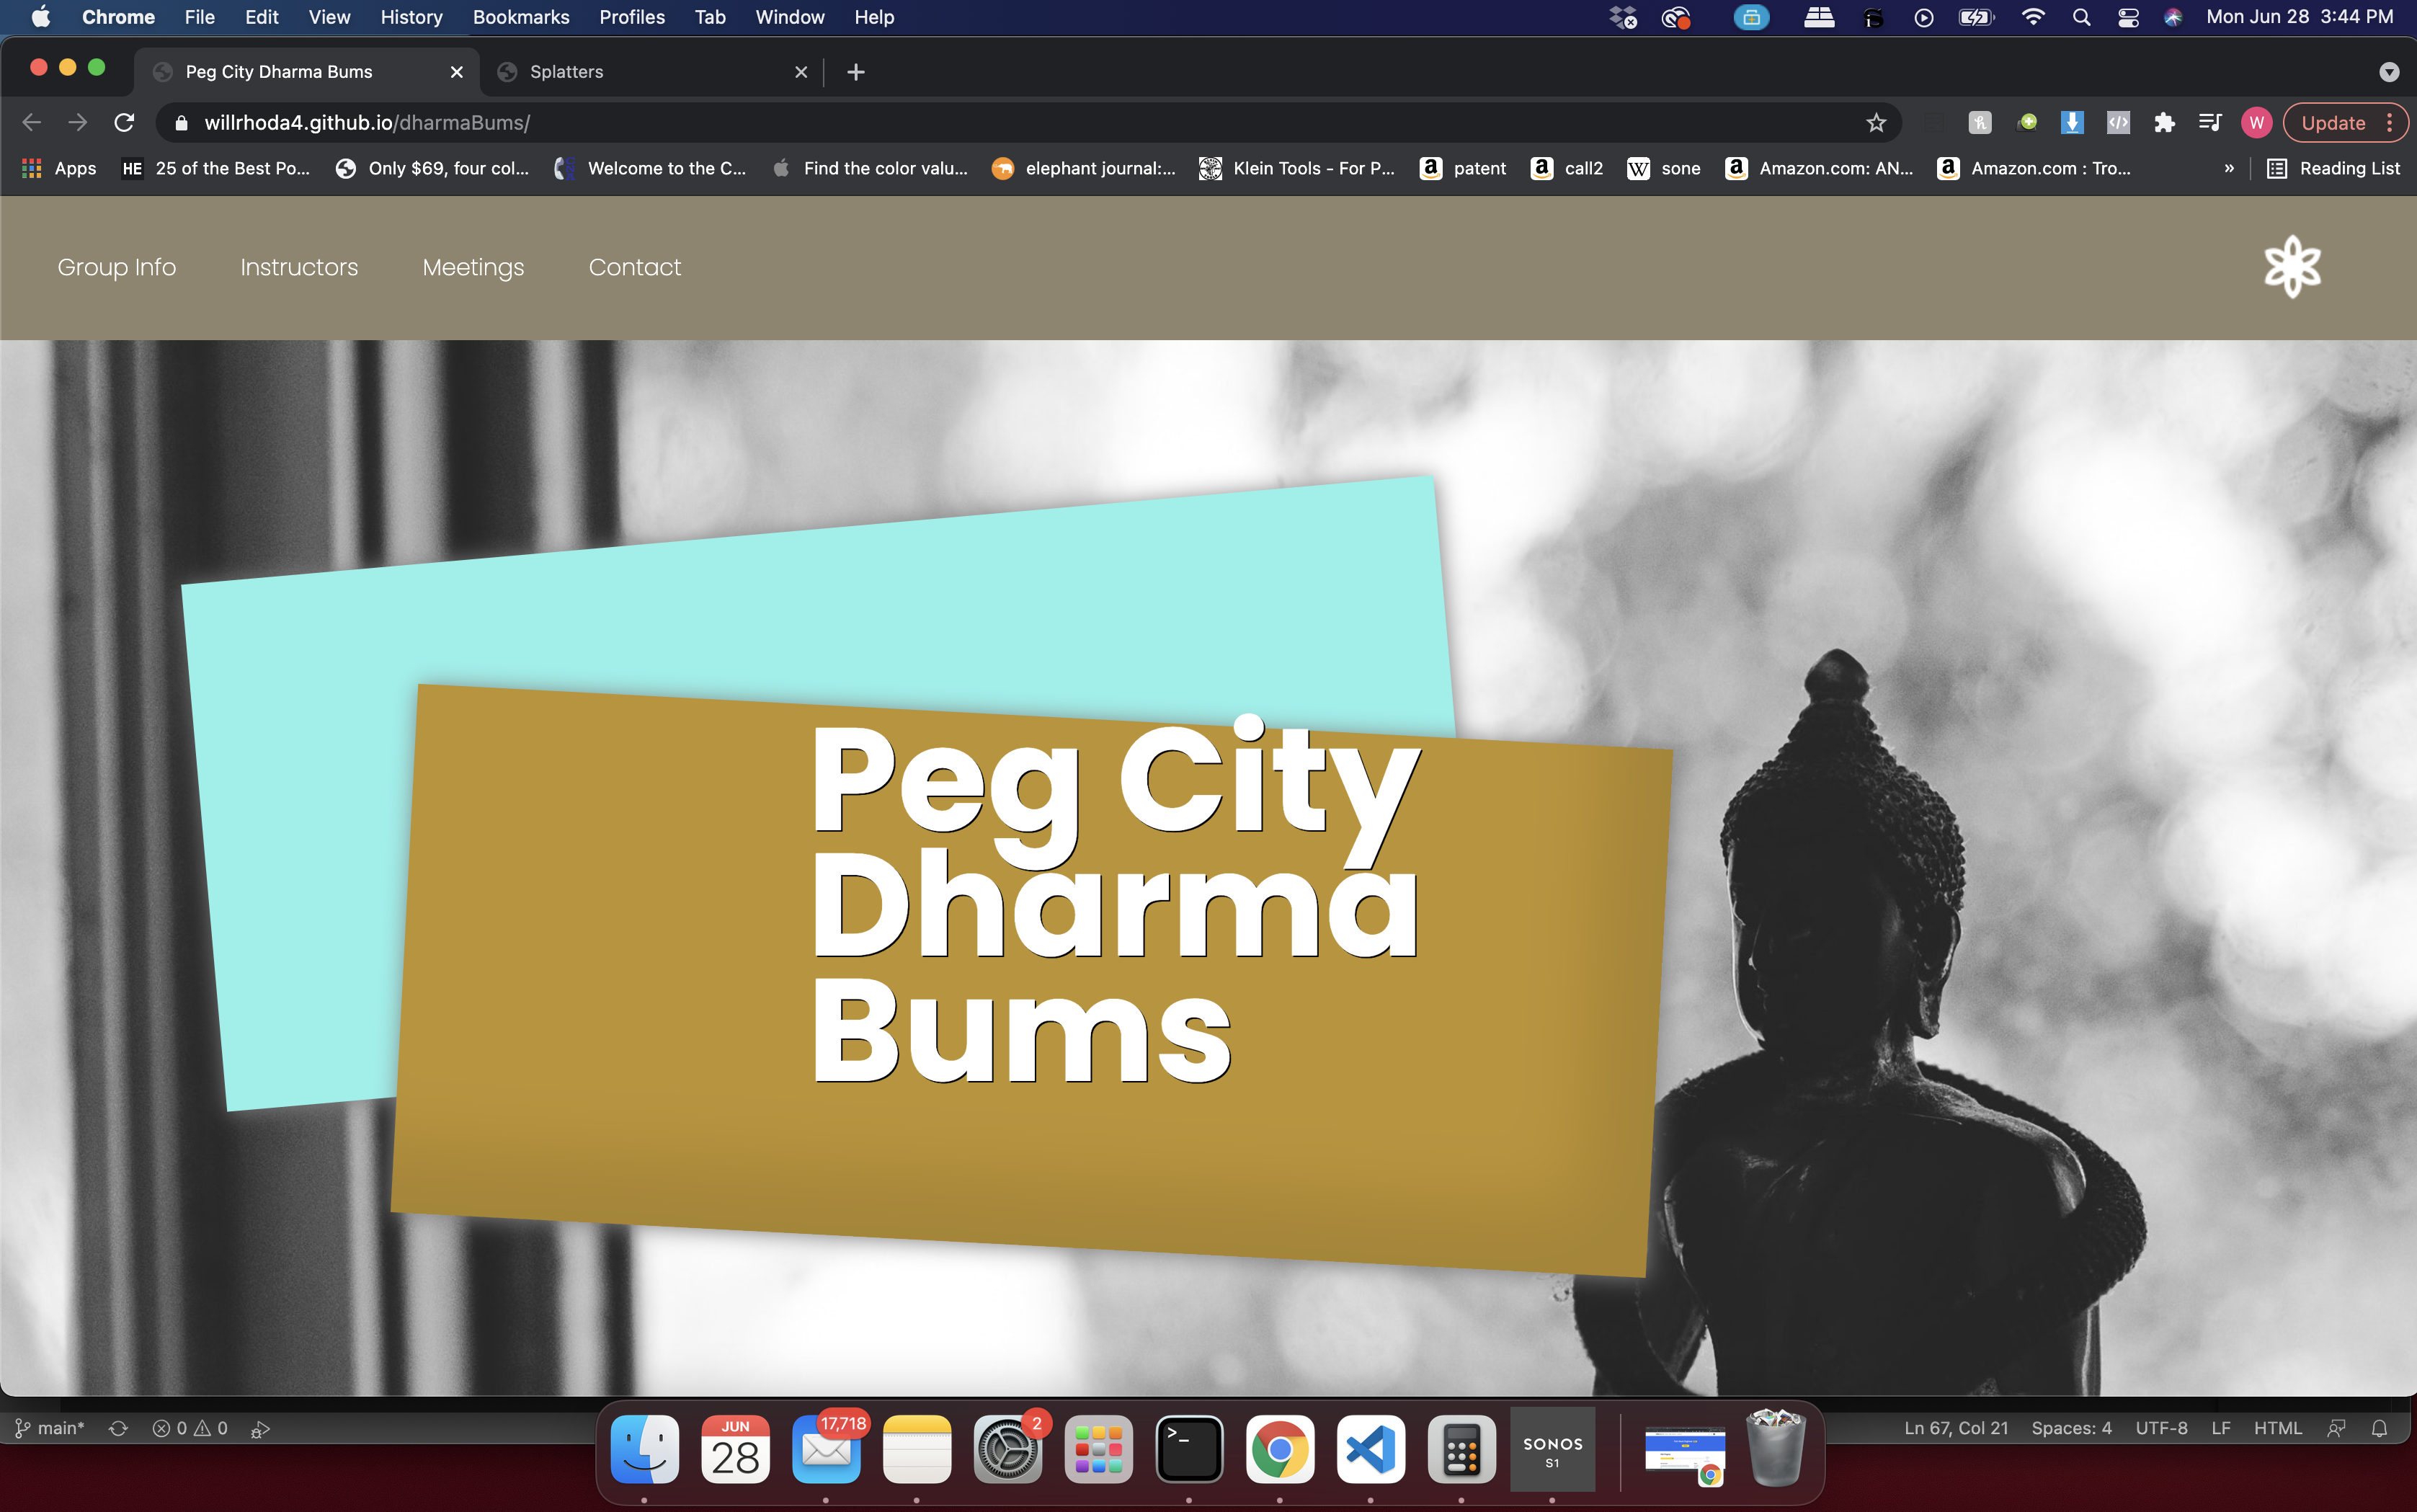 Chrome File Edit View History Bookmarks Profiles Tab Window Help Mon Jun 28 3:44 PM
Peg City Dharma Bums Splatters
willrhoda4.github.io/dharmaBums/ W Update
Apps HE 25 of the Best Po... Only $69, four col... Welcome to the C... Find the color valu... elephant journal:... Klein Tools - For P... a patent a call2 W sone a Amazon.com: AN... a Amazon.com : Tro... » Reading List
Group Info Instructors Meetings Contact
Peg City
Dharma
Bums
main* 0 0 Ln 67, Col 21 Spaces: 4 UTF-8 LF HTML
JUN
28
17,718
2
>_
SONOS
S1